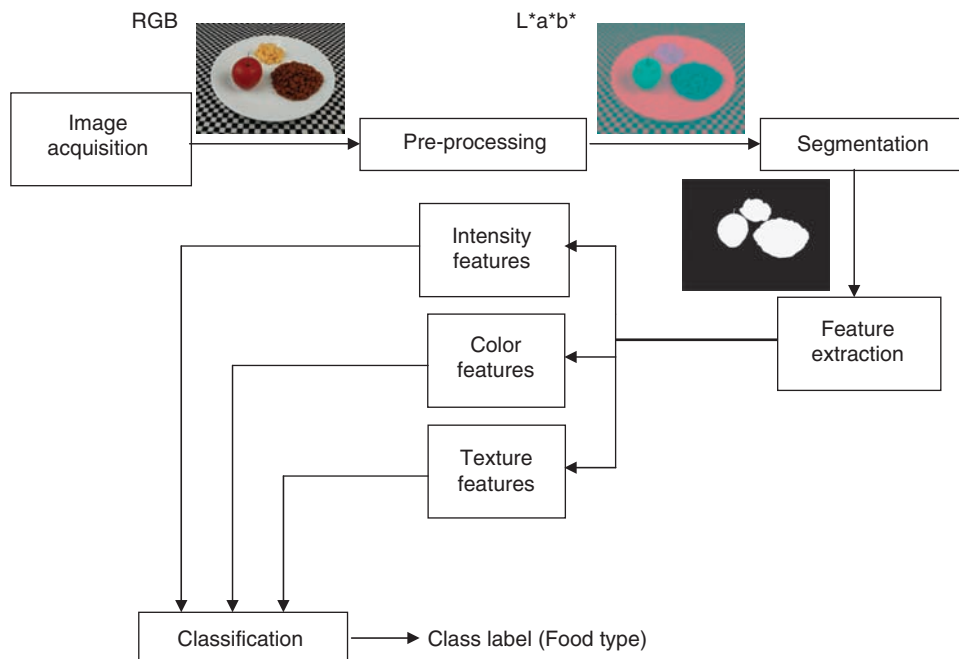 RGB
L*a*b*
Image
acquisition
Pre-processing
Segmentation
Intensity
features
Color
features
Texture
features
Feature
extraction
Classification
Class label (Food type)